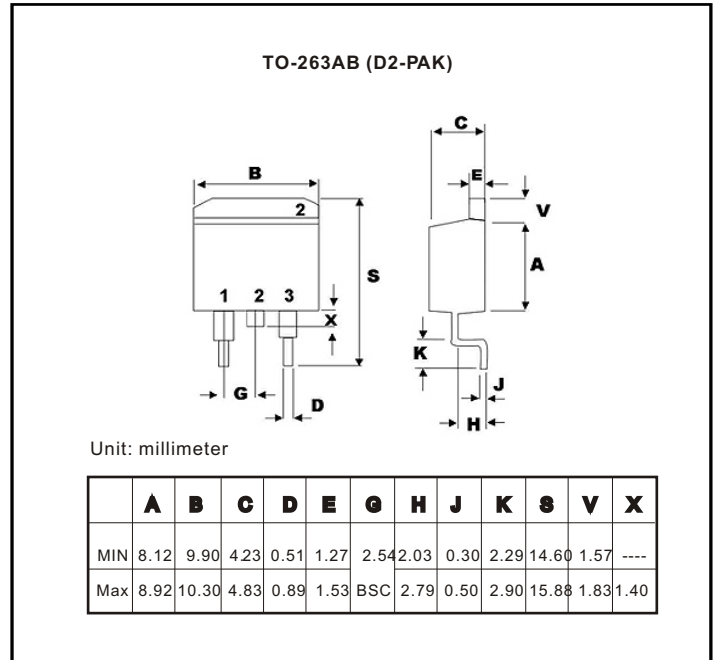 TO-263AB (D2-PAK)
C
B
E
2
V
A
S
1 2 3
X
K
G
D
J
H
Unit: millimeter
A B C D E G H J K S V X
MIN 8.12 9.90 4.23 0.51 1.27 2.54 2.03 0.30 2.29 14.60 1.57 ----
Max 8.92 10.30 4.83 0.89 1.53 BSC 2.79 0.50 2.90 15.88 1.83 1.40